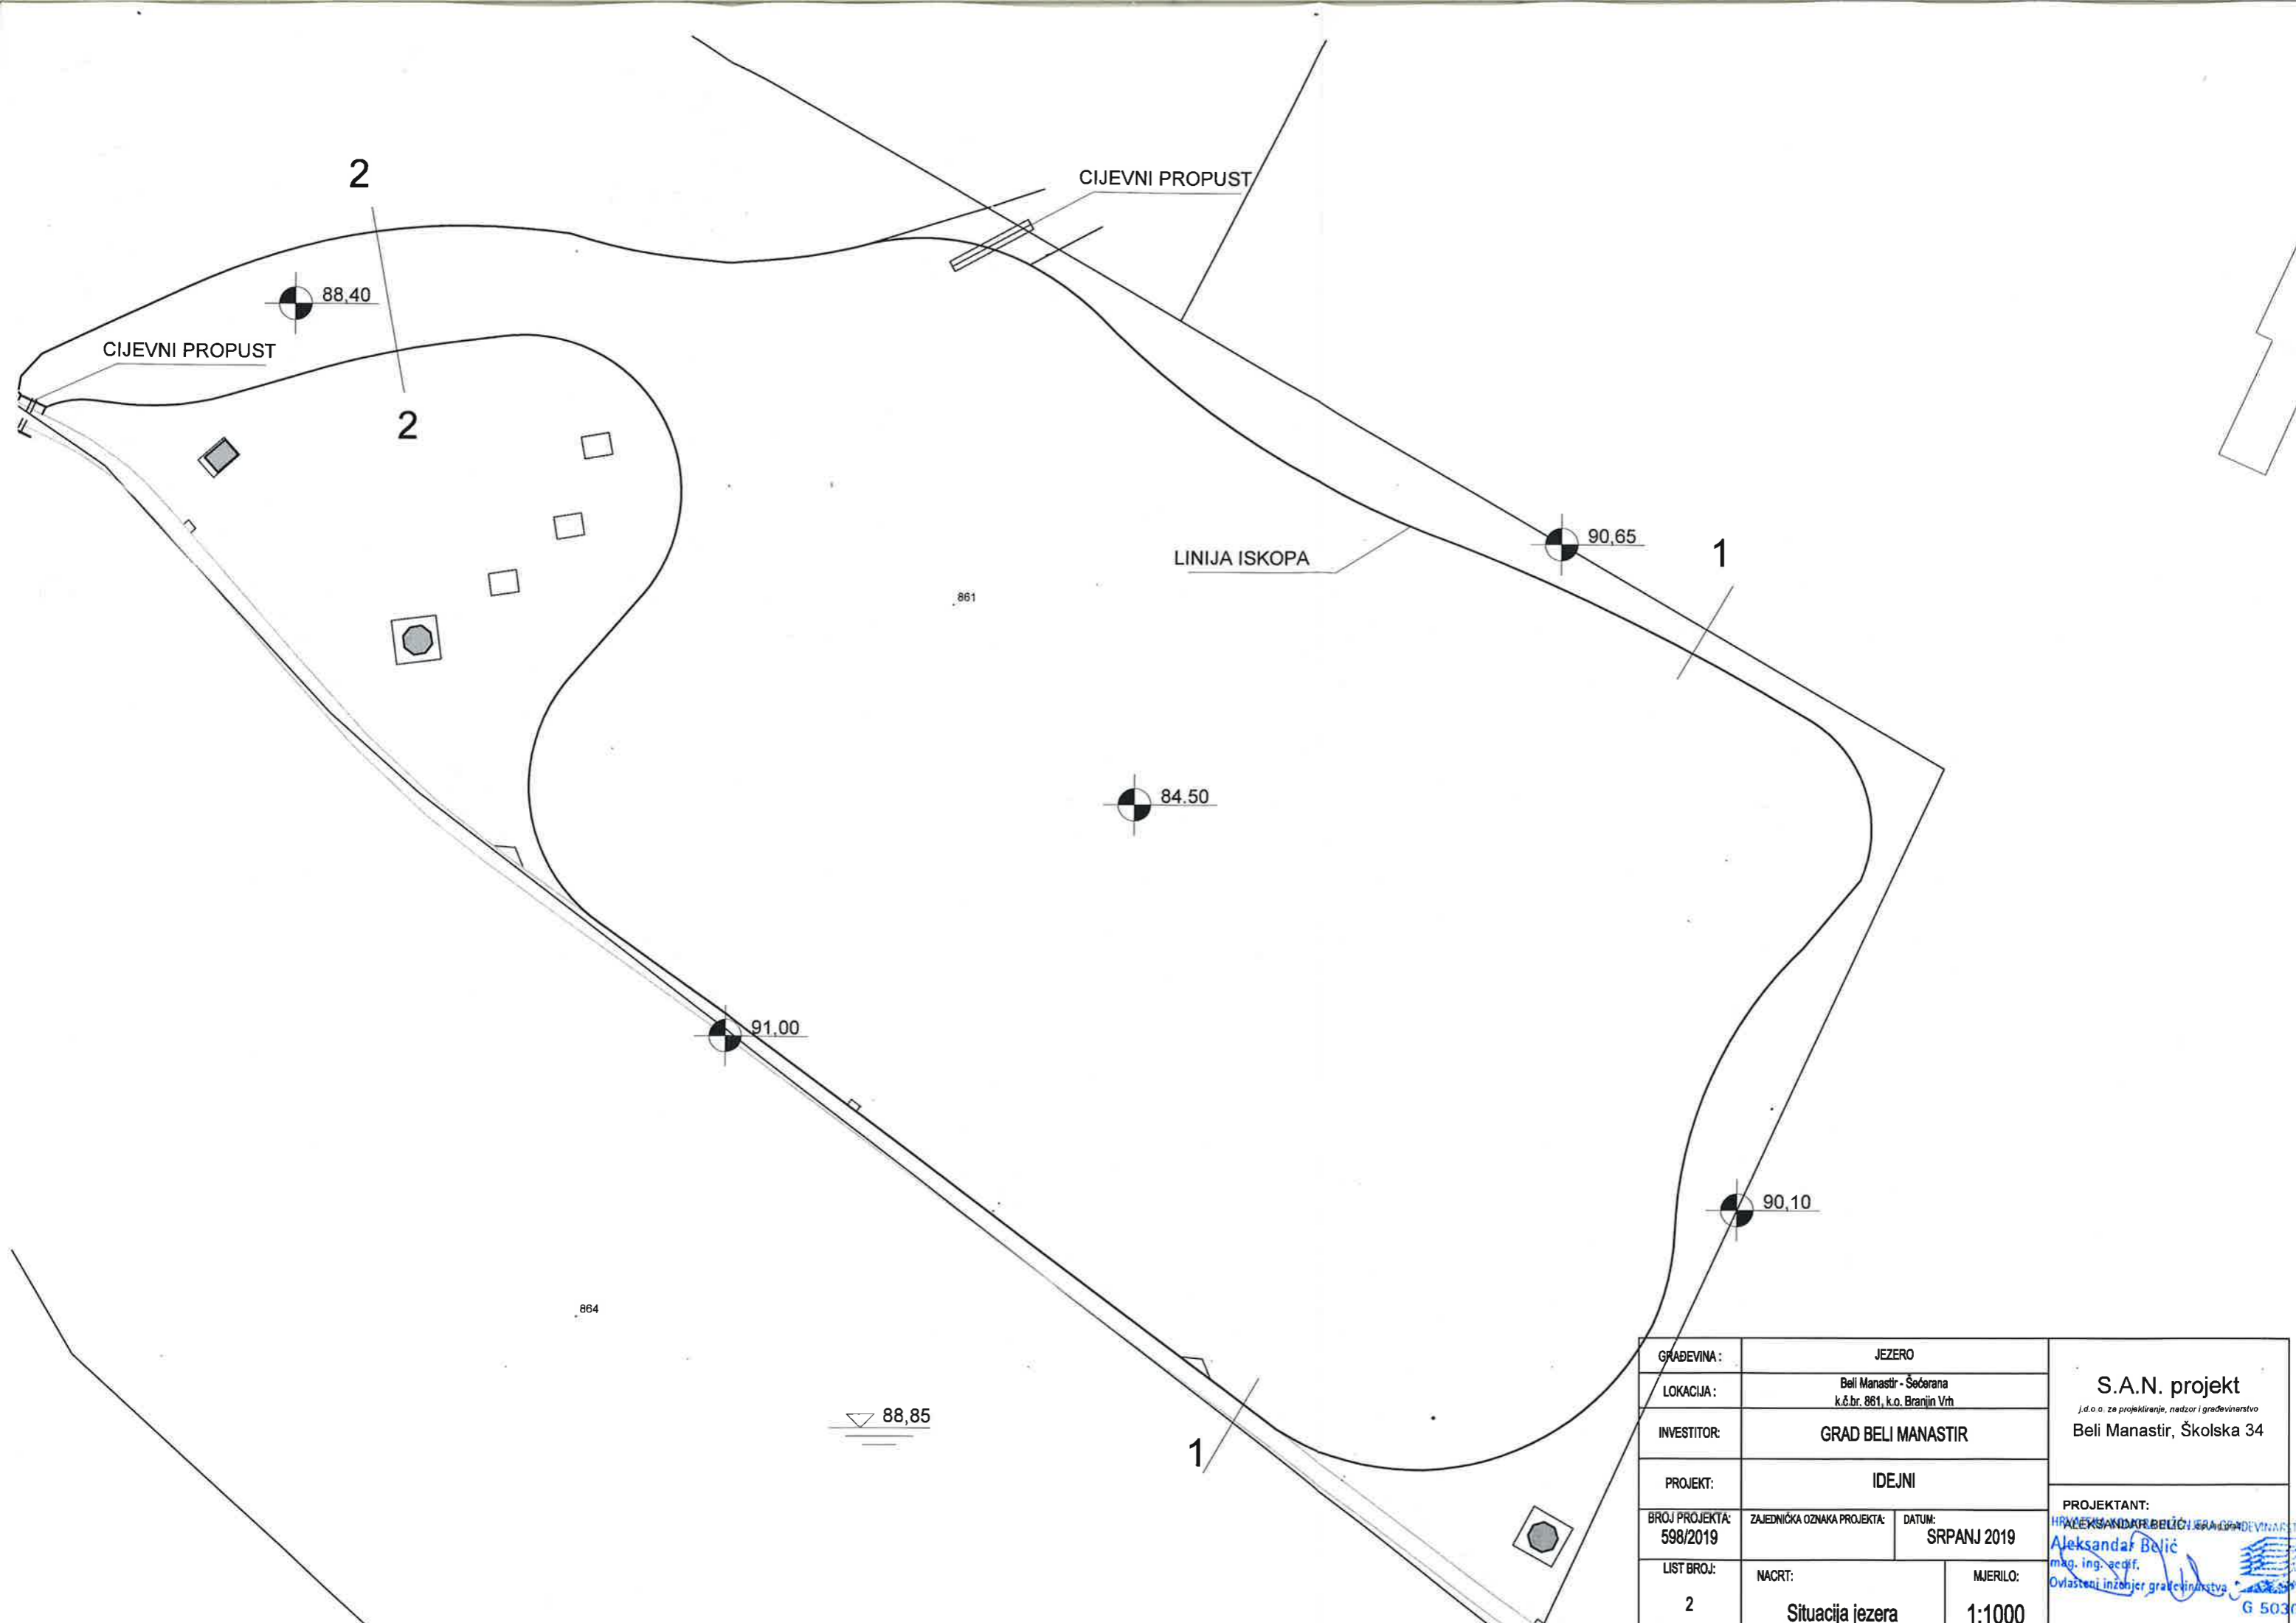 2
CIJEVNI PROPUST
88,40
CIJEVNI PROPUST
2
90,65
1
LINIJA ISKOPA
861
84.50
91,00
90,10
864
88,85
1
GRAĐEVINA :
JEZERO
LOKACIJA :
Beli Manastir - Šećerana
k.č.br. 861, k.o. Branjin Vrh
INVESTITOR:
GRAD BELI MANASTIR
PROJEKT:
IDEJNI
BROJ PROJEKTA:
598/2019
ZAJEDNIČKA OZNAKA PROJEKTA:
DATUM:
SRPANJ 2019
LIST BROJ:
2
NACRT:
Situacija jezera
MJERILO:
1:1000
S.A.N. projekt
j.d.o.o. za projektiranje, nadzor i građevinarstvo
Beli Manastir, Školska 34
PROJEKTANT:
ALEKSANDAR BELIĆ
Aleksandar Belić
mag. ing. aedif.
Ovlašteni inženjer građevinarstva
G 503